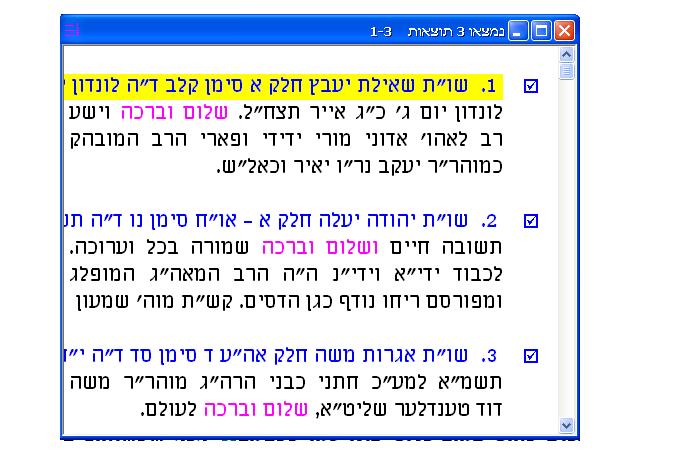 נמצאו 3 תוצאות 1-3
1. שו״ת שאילת יעבץ חלק א סימן קלב ד״ה לונדון
לונדון יום ג׳ כ״ג אייר תצח״ל. שלום וברכה וישע
רב לאהו׳ אדוני מורי ידידי ופארי הרב המובהק
כמוהר״ר יעקב נר״ו יאיר וכאל״ש.
2. שו״ת יהודה יעלה חלק א - או״ח סימן נו ד״ה
תשובה חיים ושלום וברכה שמורה בכל וערוכה.
לכבוד ידי״א וידי״נ ה״ה הרב המאה״ג המופלג
ומפורסם ריחו נודף כגן הדסים. קש״ת מוה׳ שמעון
3. שו״ת אגרות משה חלק אה״ע ד סימן סד ד״ה
תשמ״א למע״כ חתני כבני הרה״ג מוהר״ר משה
דוד טענדלער שליט״א, שלום וברכה לעולם.